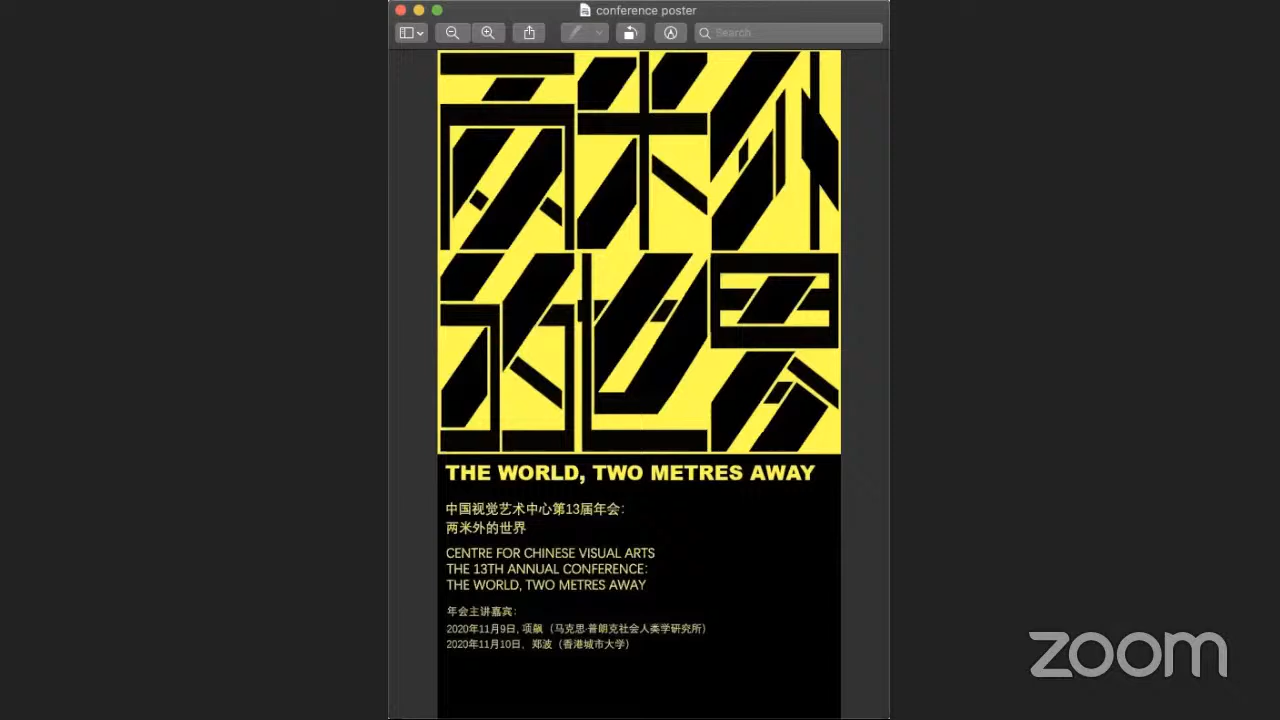 conference poster
Search
两米外
的世界
THE WORLD, TWO METRES AWAY
中国视觉艺术中心第13届年会:
两米外的世界
CENTRE FOR CHINESE VISUAL ARTS
THE 13TH ANNUAL CONFERENCE:
THE WORLD, TWO METRES AWAY
年会主讲嘉宾:
2020年11月9日, 项飙（马克思·普朗克社会人类学研究所）
2020年11月10日, 郑波（香港城市大学）
zoom